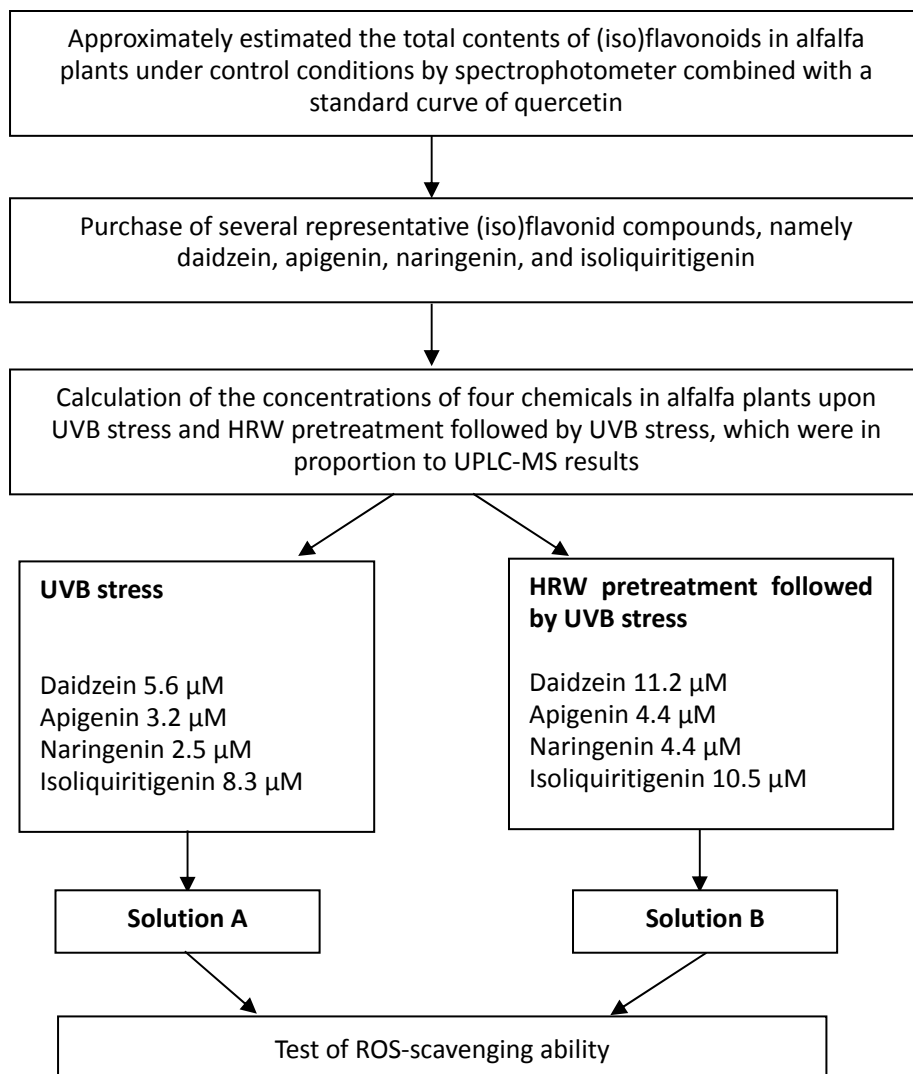 Approximately estimated the total contents of (iso)flavonoids in alfalfa
plants under control conditions by spectrophotometer combined with a
standard curve of quercetin
Purchase of several representative (iso)flavonid compounds, namely
daidzein, apigenin, naringenin, and isoliquiritigenin
Calculation of the concentrations of four chemicals in alfalfa plants upon
UVB stress and HRW pretreatment followed by UVB stress, which were in
proportion to UPLC-MS results
UVB stress
Daidzein 5.6 μM
Apigenin 3.2 μM
Naringenin 2.5 μM
Isoliquiritigenin 8.3 μM
HRW pretreatment followed
by UVB stress
Daidzein 11.2 μM
Apigenin 4.4 μM
Naringenin 4.4 μM
Isoliquiritigenin 10.5 μM
Solution A
Solution B
Test of ROS-scavenging ability